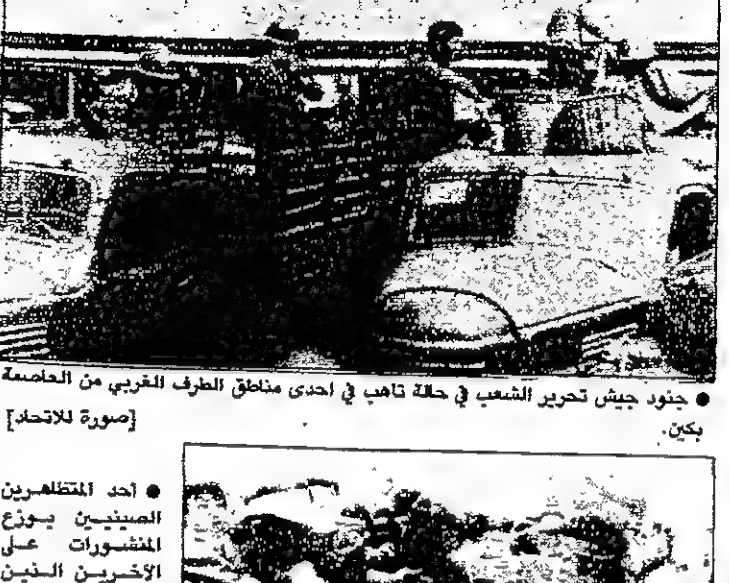 ● جنود جيش تحرير الشعب في حالة تاهب في احدى مناطق الطرف الغربي من العاصمة
بكين.
[صورة للاتحاد]
● أحد المتظاهرين
الصينيين يوزع
المنشورات على
الآخرين الذين